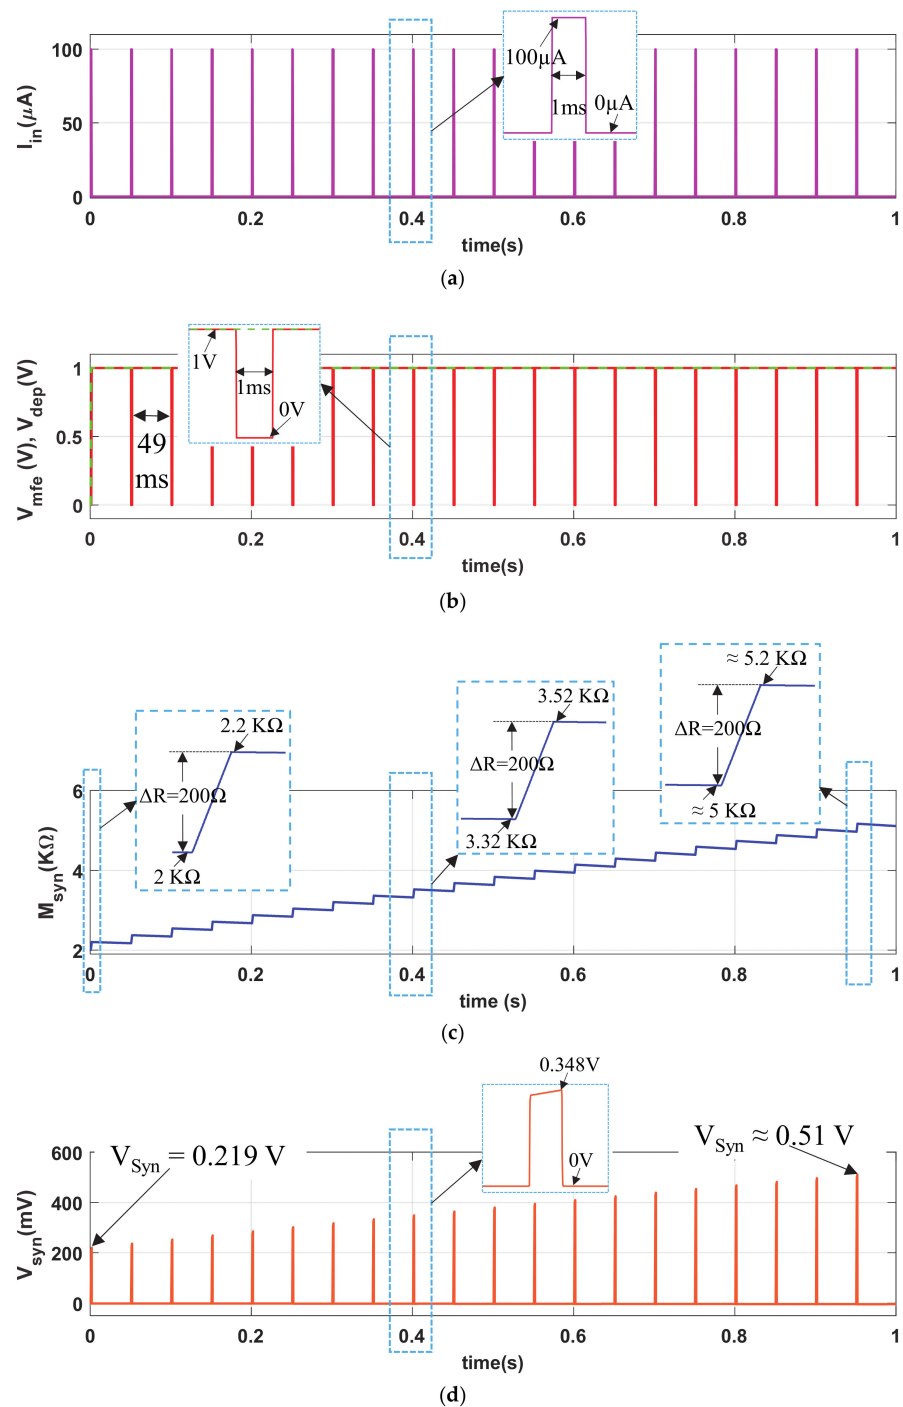 100
50
0
I_in(μA)
100μA
1ms
0μA
0 0.2 0.4 0.6 0.8 1
time(s)
(a)
1
0.5
0
V_mfe (V), V_dep(V)
1V
1ms
0V
49
ms
0 0.2 0.4 0.6 0.8 1
time(s)
(b)
≈ 5.2 KΩ
ΔR=200Ω
≈ 5 KΩ
3.52 KΩ
ΔR=200Ω
3.32 KΩ
2.2 KΩ
ΔR=200Ω
2 KΩ
6
4
2
M_syn(KΩ)
0 0.2 0.4 0.6 0.8 1
time (s)
(c)
0.348V
0V
V_Syn = 0.219 V
V_Syn ≈ 0.51 V
600
400
200
0
V_syn(mV)
0 0.2 0.4 0.6 0.8 1
time(s)
(d)